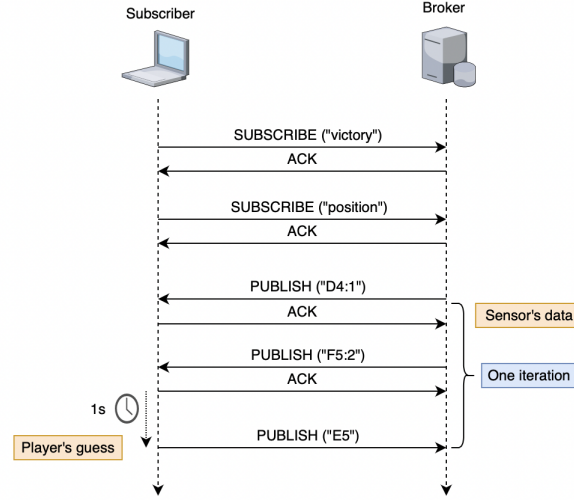 Subscriber
Broker
SUBSCRIBE ("victory")
ACK
SUBSCRIBE ("position")
ACK
PUBLISH ("D4:1")
Sensor's data
ACK
PUBLISH ("F5:2")
One iteration
ACK
1s
PUBLISH ("E5")
Player's guess